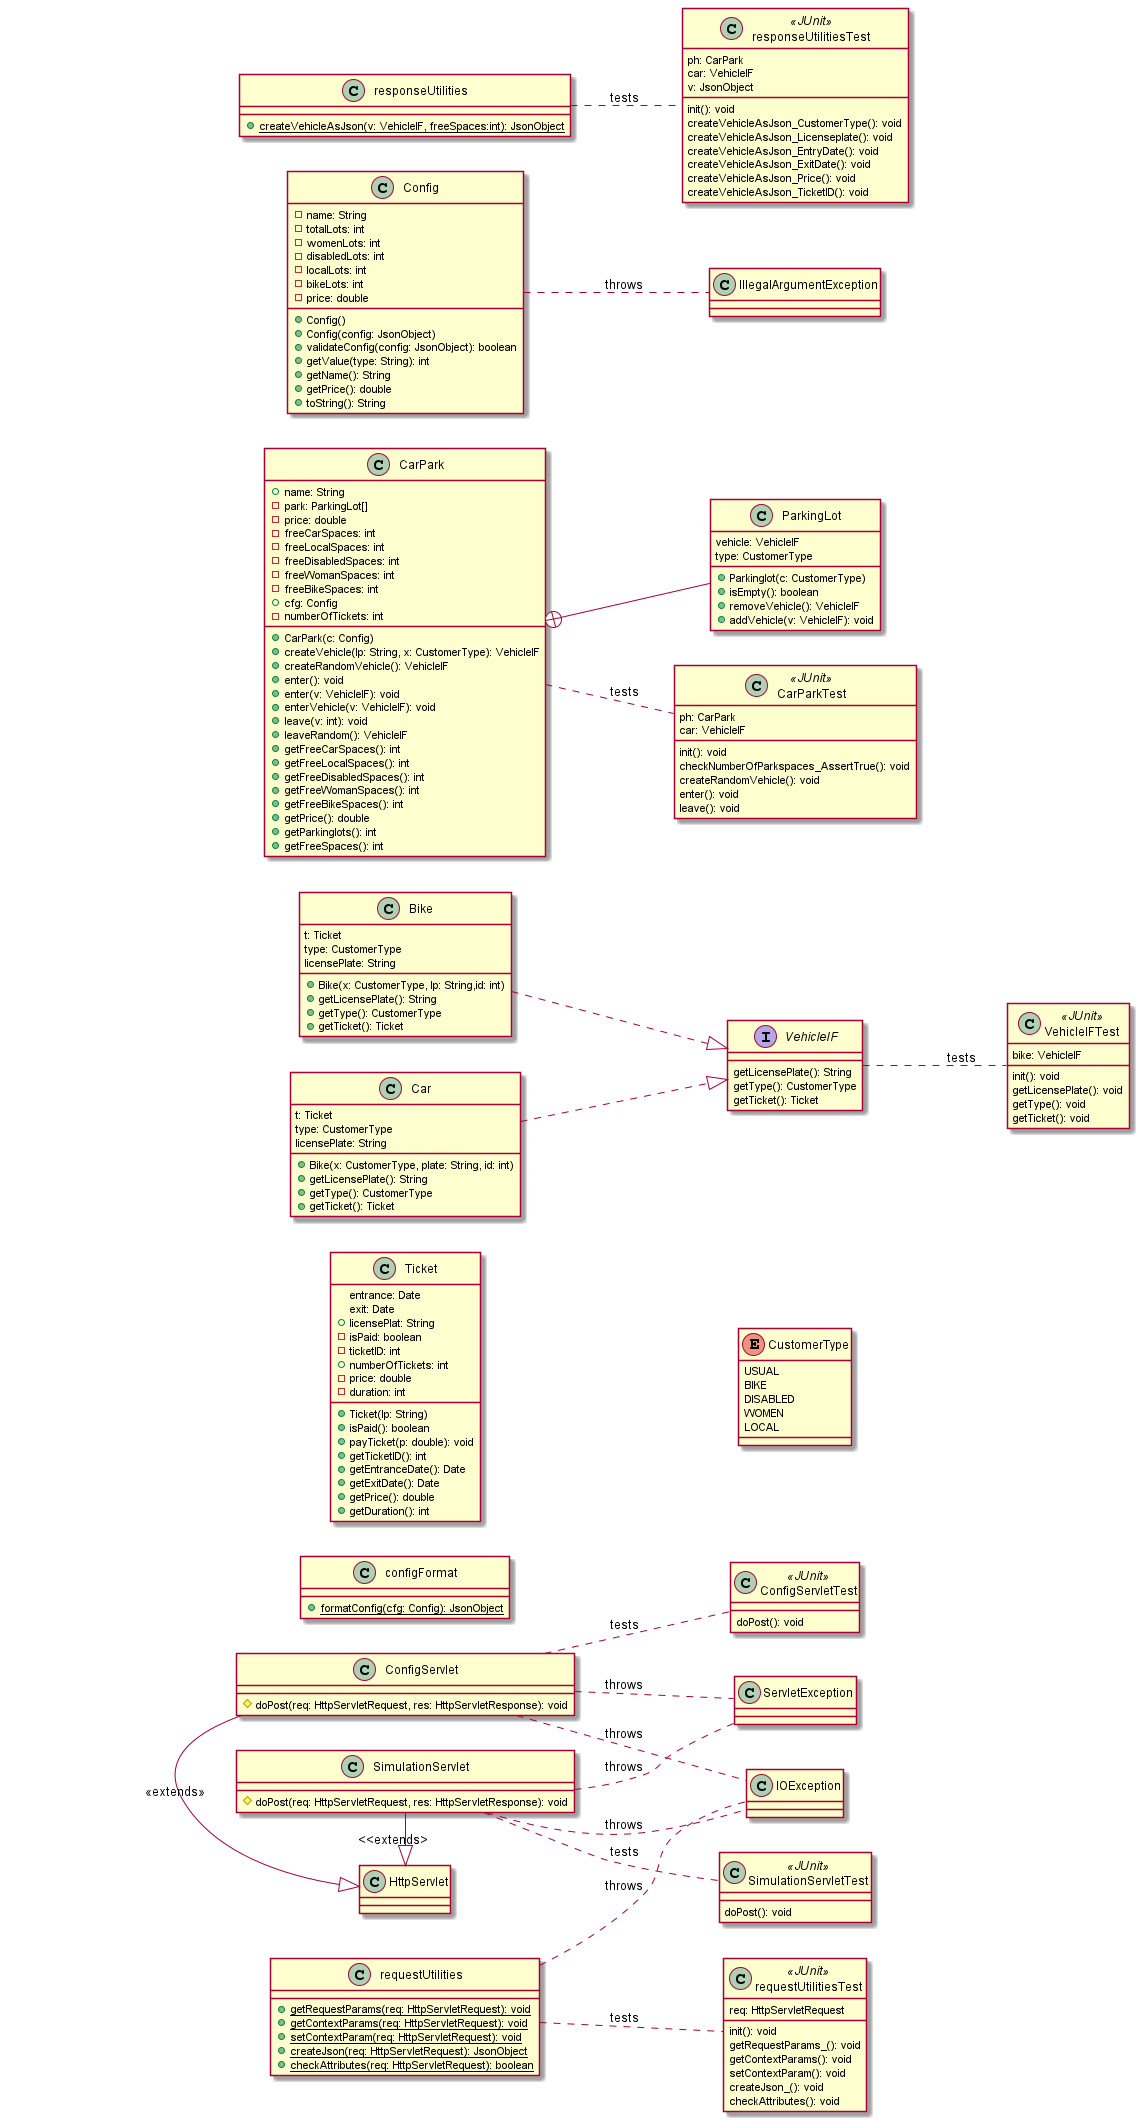 «JUnit»
C responseUtilitiesTest
ph: CarPark
car: VehicleIF
v: JsonObject
init(): void
createVehicleAsJson_CustomerType(): void
createVehicleAsJson_Licenseplate(): void
createVehicleAsJson_EntryDate(): void
createVehicleAsJson_ExitDate(): void
createVehicleAsJson_Price(): void
createVehicleAsJson_TicketID(): void
C responseUtilities
createVehicleAsJson(v: VehicleIF, freeSpaces:int): JsonObject
tests
C Config
name: String
totalLots: int
womenLots: int
disabledLots: int
localLots: int
bikeLots: int
price: double
Config()
Config(config: JsonObject)
validateConfig(config: JsonObject): boolean
getValue(type: String): int
getName(): String
getPrice(): double
toString(): String
throws
C IllegalArgumentException
C CarPark
name: String
park: ParkingLot[]
price: double
freeCarSpaces: int
freeLocalSpaces: int
freeDisabledSpaces: int
freeWomanSpaces: int
freeBikeSpaces: int
cfg: Config
numberOfTickets: int
CarPark(c: Config)
createVehicle(lp: String, x: CustomerType): VehicleIF
createRandomVehicle(): VehicleIF
enter(): void
enter(v: VehicleIF): void
enterVehicle(v: VehicleIF): void
leave(v: int): void
leaveRandom(): VehicleIF
getFreeCarSpaces(): int
getFreeLocalSpaces(): int
getFreeDisabledSpaces(): int
getFreeWomanSpaces(): int
getFreeBikeSpaces(): int
getPrice(): double
getParkinglots(): int
getFreeSpaces(): int
C ParkingLot
vehicle: VehicleIF
type: CustomerType
Parkinglot(c: CustomerType)
isEmpty(): boolean
removeVehicle(): VehicleIF
addVehicle(v: VehicleIF): void
tests
«JUnit»
C CarParkTest
ph: CarPark
car: VehicleIF
init(): void
checkNumberOfParkspaces_AssertTrue(): void
createRandomVehicle(): void
enter(): void
leave(): void
C Bike
t: Ticket
type: CustomerType
licensePlate: String
Bike(x: CustomerType, lp: String,id: int)
getLicensePlate(): String
getType(): CustomerType
getTicket(): Ticket
C Car
t: Ticket
type: CustomerType
licensePlate: String
Bike(x: CustomerType, plate: String, id: int)
getLicensePlate(): String
getType(): CustomerType
getTicket(): Ticket
I VehicleIF
getLicensePlate(): String
getType(): CustomerType
getTicket(): Ticket
tests
«JUnit»
C VehicleIFTest
bike: VehicleIF
init(): void
getLicensePlate(): void
getType(): void
getTicket(): void
C Ticket
entrance: Date
exit: Date
licensePlat: String
isPaid: boolean
ticketID: int
numberOfTickets: int
price: double
duration: int
Ticket(lp: String)
isPaid(): boolean
payTicket(p: double): void
getTicketID(): int
getEntranceDate(): Date
getExitDate(): Date
getPrice(): double
getDuration(): int
E CustomerType
USUAL
BIKE
DISABLED
WOMEN
LOCAL
C configFormat
formatConfig(cfg: Config): JsonObject
«JUnit»
C ConfigServletTest
doPost(): void
tests
C ConfigServlet
doPost(req: HttpServletRequest, res: HttpServletResponse): void
throws
C ServletException
throws
C SimulationServlet
doPost(req: HttpServletRequest, res: HttpServletResponse): void
throws
C IOException
«extends»
<<extends>>
throws
tests
throws
C HttpServlet
«JUnit»
C SimulationServletTest
doPost(): void
C requestUtilities
getRequestParams(req: HttpServletRequest): void
getContextParams(req: HttpServletRequest): void
setContextParam(req: HttpServletRequest): void
createJson(req: HttpServletRequest): JsonObject
checkAttributes(req: HttpServletRequest): boolean
tests
«JUnit»
C requestUtilitiesTest
req: HttpServletRequest
init(): void
getRequestParams_(): void
getContextParams(): void
setContextParam(): void
createJson_(): void
checkAttributes(): void